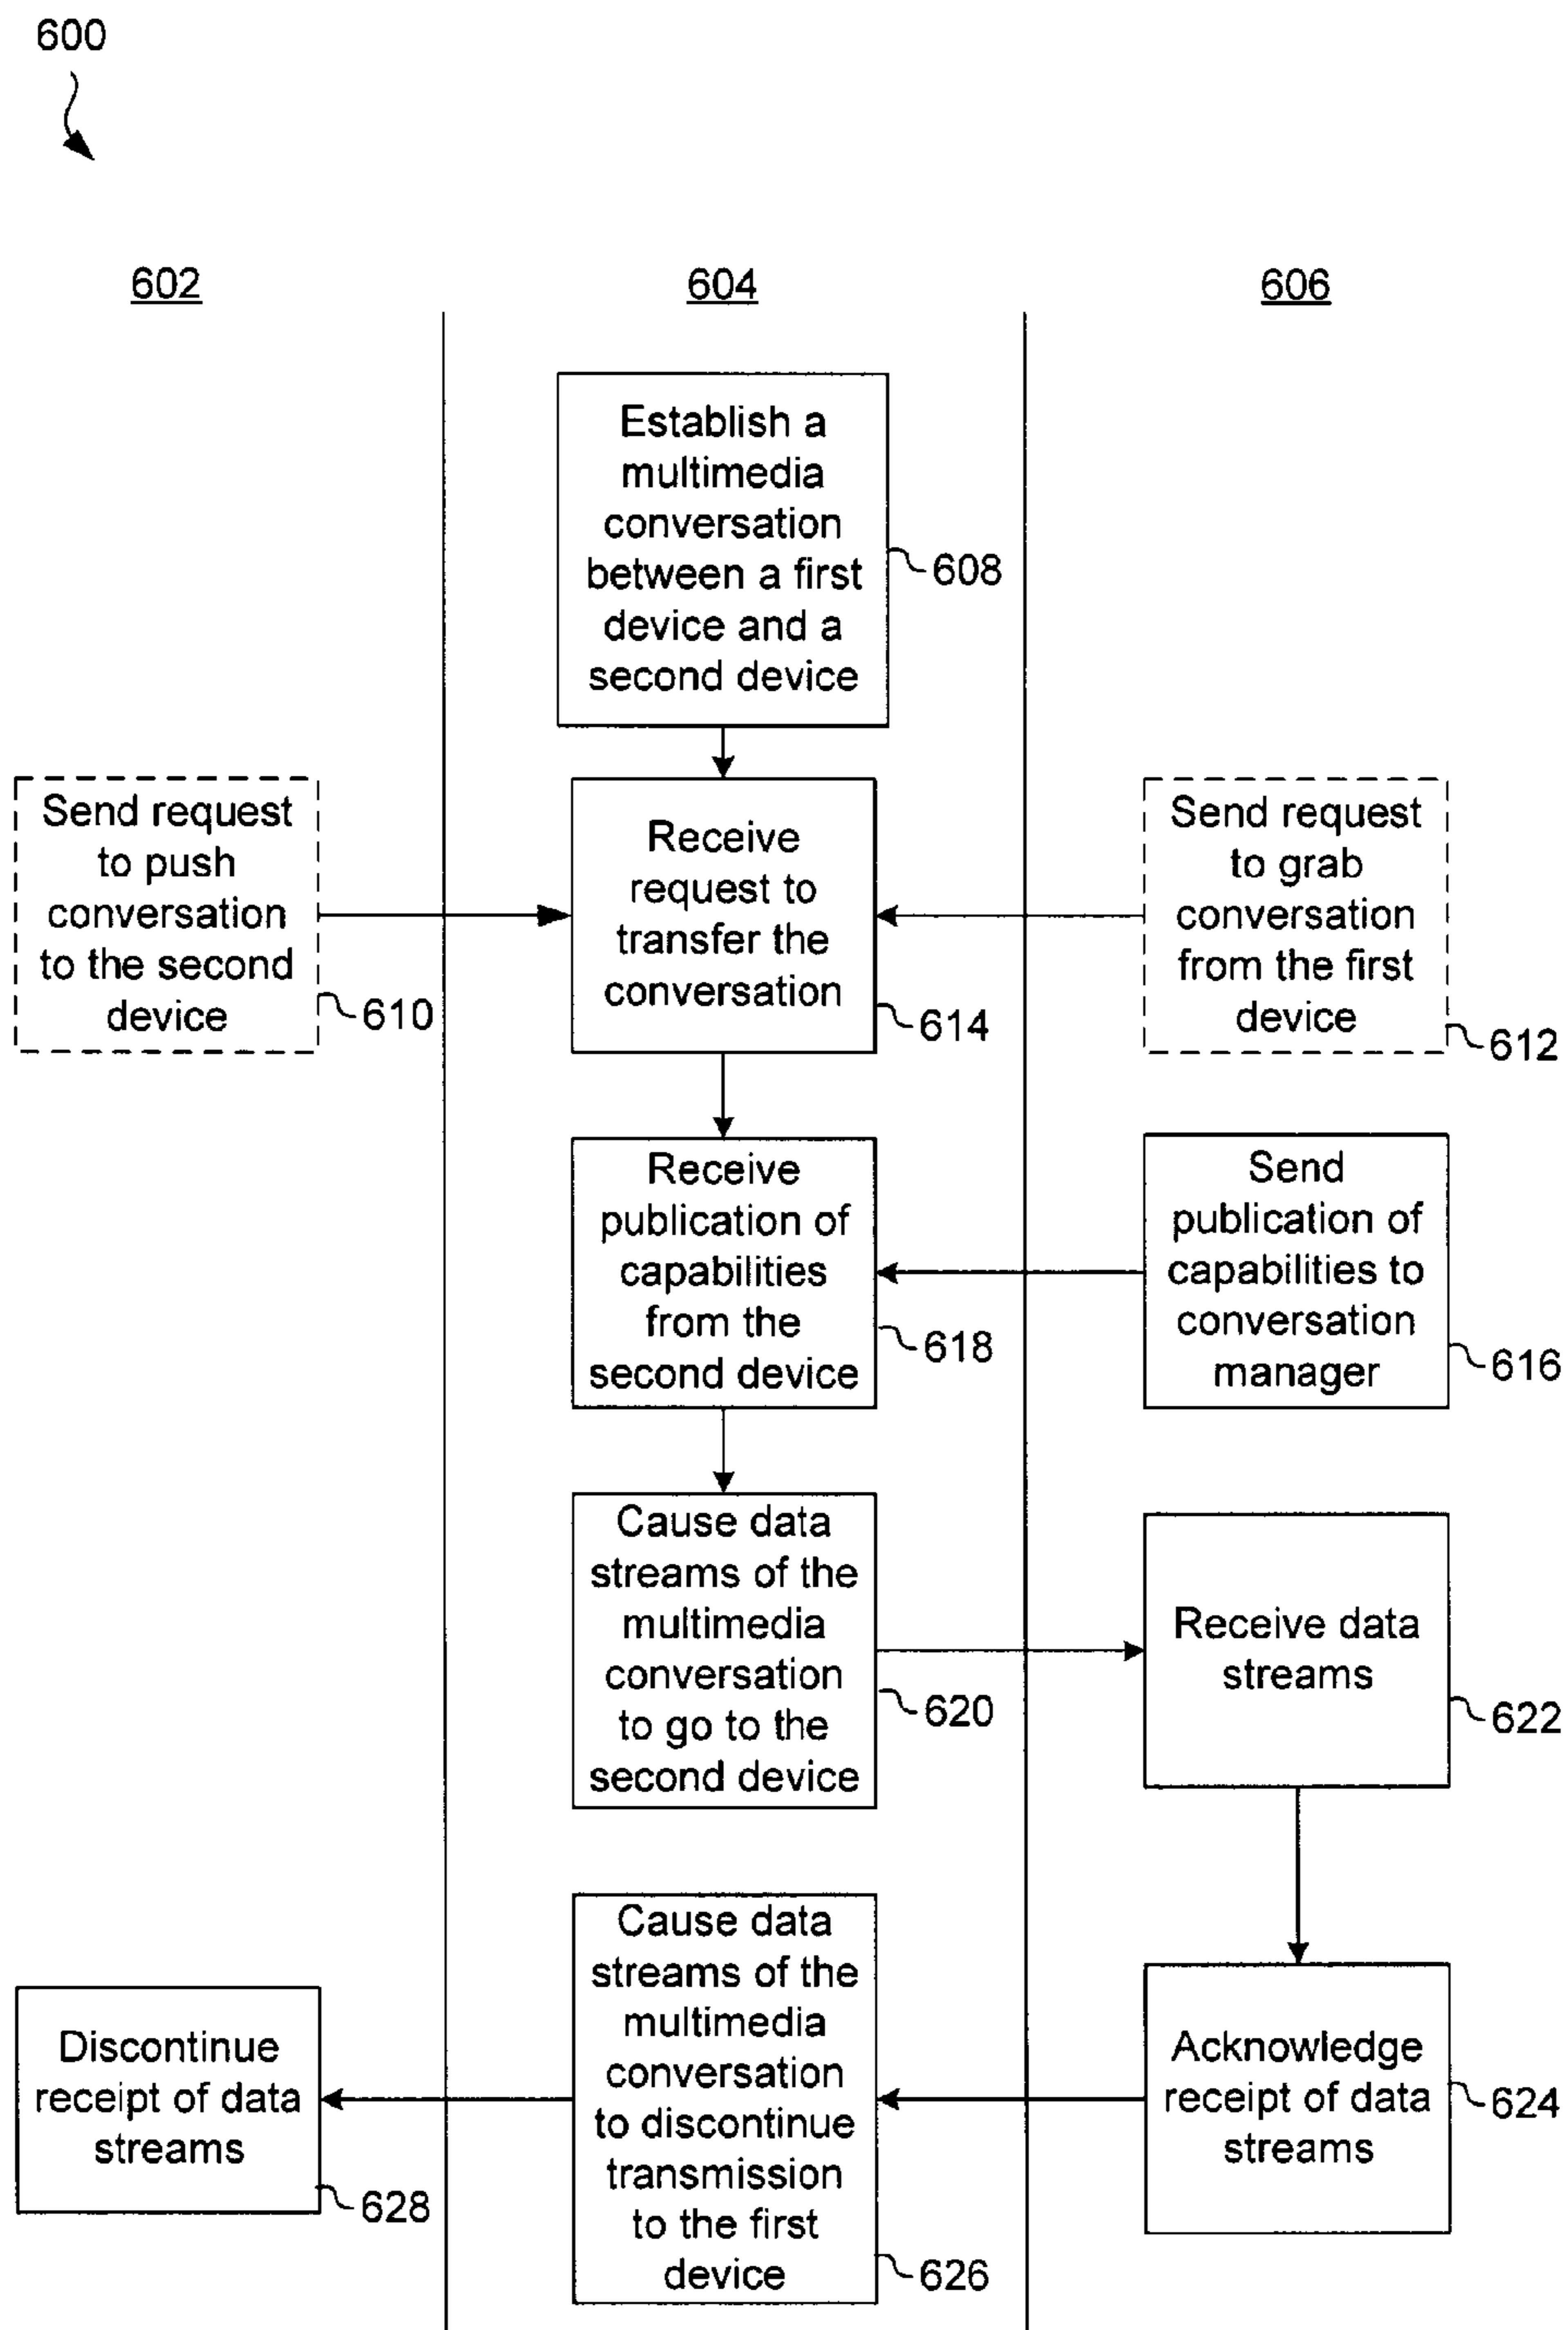 600
602
604
606
Establish a
multimedia
conversation
between a first
device and a
second device
608
Send request
to push
conversation
to the second
device
610
Receive
request to
transfer the
conversation
614
Send request
to grab
conversation
from the first
device
612
Receive
publication of
capabilities
from the
second device
618
Send
publication of
capabilities to
conversation
manager
616
Cause data
streams of the
multimedia
conversation
to go to the
second device
620
Receive data
streams
622
Discontinue
receipt of data
streams
628
Cause data
streams of the
multimedia
conversation
to discontinue
transmission
to the first
device
626
Acknowledge
receipt of data
streams
624